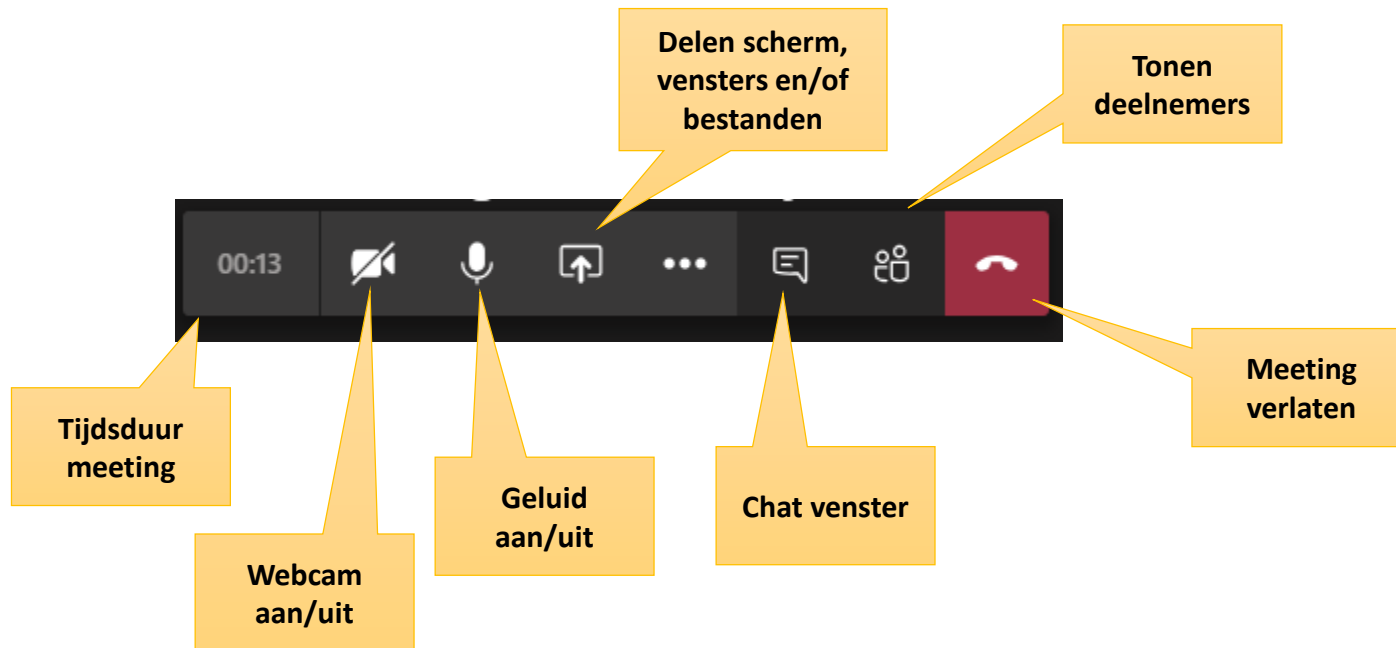 Delen scherm,
vensters en/of
bestanden
Tonen
deelnemers
00:13
Tijdsduur
meeting
Webcam
aan/uit
Geluid
aan/uit
Chat venster
Meeting
verlaten